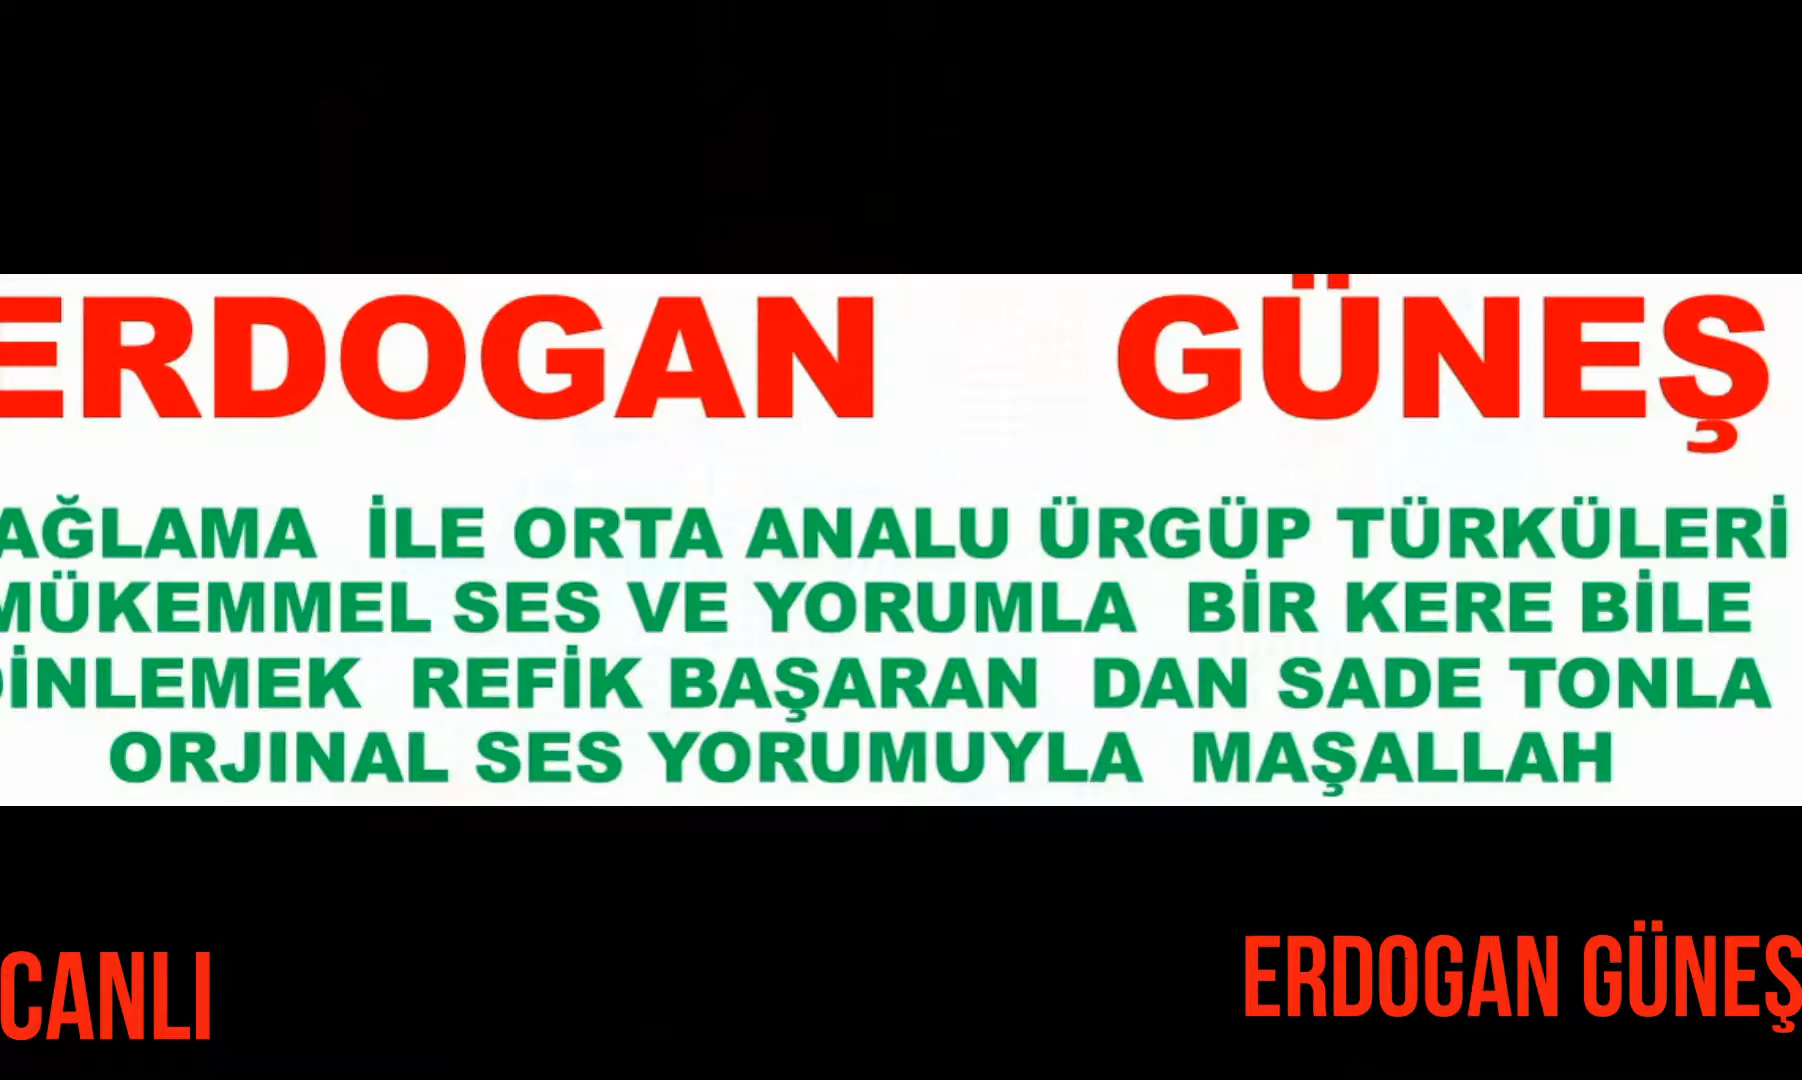 ERDOGAN GÜNEŞ
AĞLAMA İLE ORTA ANALU ÜRGÜP TÜRKÜLERİ
MÜKEMMEL SES VE YORUMLA BİR KERE BİLE
DİNLEMEK REFİK BAŞARAN DAN SADE TONLA
ORJINAL SES YORUMUYLA MAŞALLAH
CANLI
ERDOGAN GÜNEŞ